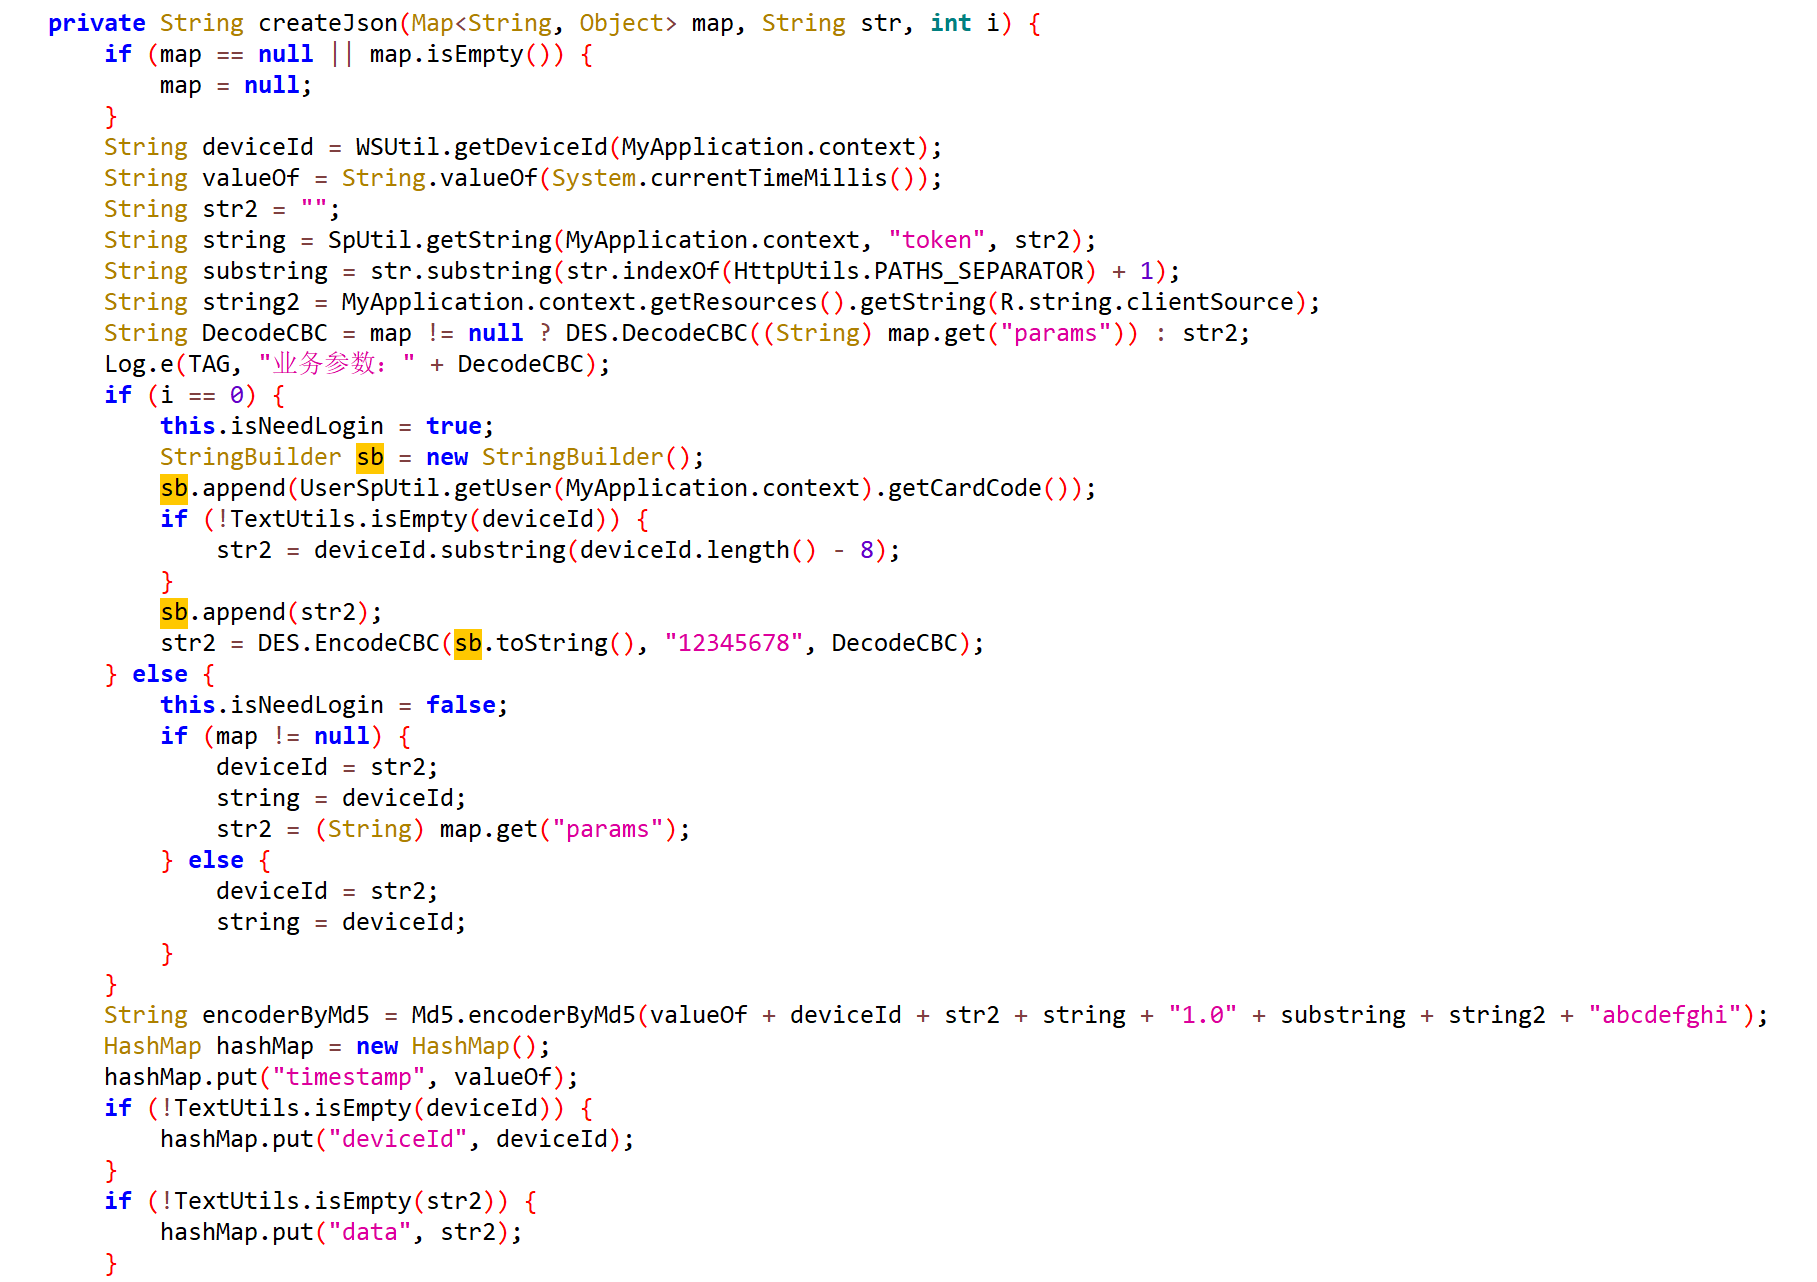 private String createJson(Map<String, Object> map, String str, int i) {
    if (map == null || map.isEmpty()) {
        map = null;
    }
    String deviceId = WSUtil.getDeviceId(MyApplication.context);
    String valueOf = String.valueOf(System.currentTimeMillis());
    String str2 = "";
    String string = SpUtil.getString(MyApplication.context, "token", str2);
    String substring = str.substring(str.indexOf(HttpUtils.PATHS_SEPARATOR) + 1);
    String string2 = MyApplication.context.getResources().getString(R.string.clientSource);
    String DecodeCBC = map != null ? DES.DecodeCBC((String) map.get("params")) : str2;
    Log.e(TAG, "业务参数：" + DecodeCBC);
    if (i == 0) {
        this.isNeedLogin = true;
        StringBuilder sb = new StringBuilder();
        sb.append(UserSpUtil.getUser(MyApplication.context).getCardCode());
        if (!TextUtils.isEmpty(deviceId)) {
            str2 = deviceId.substring(deviceId.length() - 8);
        }
        sb.append(str2);
        str2 = DES.EncodeCBC(sb.toString(), "12345678", DecodeCBC);
    } else {
        this.isNeedLogin = false;
        if (map != null) {
            deviceId = str2;
            string = deviceId;
            str2 = (String) map.get("params");
        } else {
            deviceId = str2;
            string = deviceId;
        }
    }
    String encoderByMd5 = Md5.encoderByMd5(valueOf + deviceId + str2 + string + "1.0" + substring + string2 + "abcdefghi");
    HashMap hashMap = new HashMap();
    hashMap.put("timestamp", valueOf);
    if (!TextUtils.isEmpty(deviceId)) {
        hashMap.put("deviceId", deviceId);
    }
    if (!TextUtils.isEmpty(str2)) {
        hashMap.put("data", str2);
    }